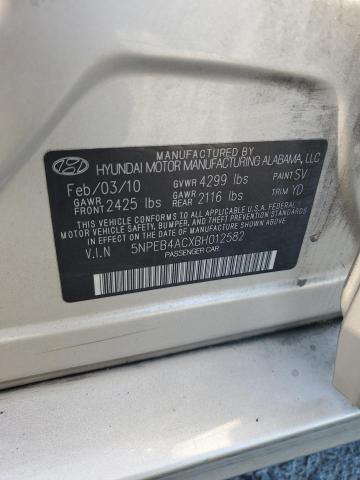 MANUFACTURED BY
HYUNDAI MOTOR MANUFACTURING ALABAMA, LLC
Feb/03/10 GVWR 4299 lbs PAINT SV
GAWR FRONT 2425 lbs GAWR REAR 2116 lbs TRIM YD
THIS VEHICLE CONFORMS TO ALL APPLICABLE U.S.A FEDERAL
MOTOR VEHICLE SAFETY, BUMPER, AND THEFT PREVENTION
STANDARDS IN EFFECT ON THE DATE OF MANUFACTURE SHOWN ABOVE.
V.I.N 5NPEB4ACXBH012582
PASSENGER CAR